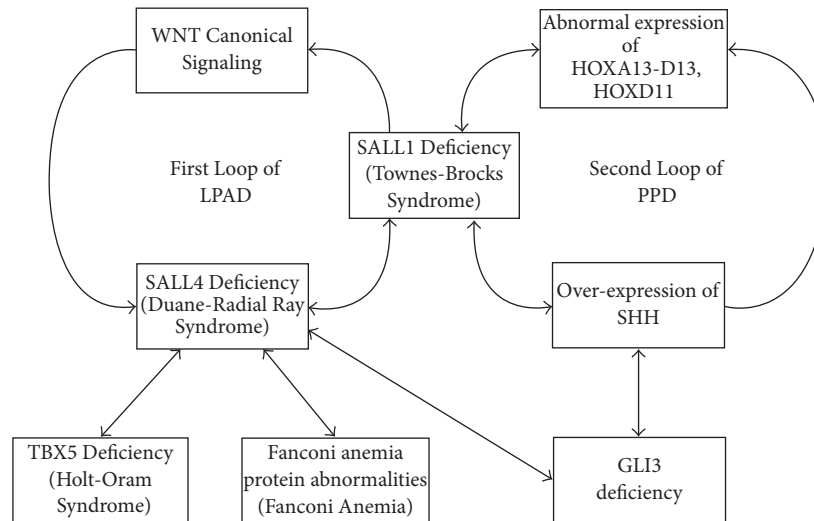 WNT Canonical
Signaling
Abnormal expression
of
HOXA13-D13,
HOXD11
SALL1 Deficiency
(Townes-Brocks
Syndrome)
First Loop of
LPAD
Second Loop of
PPD
SALL4 Deficiency
(Duane-Radial Ray
Syndrome)
Over-expression of
SHH
TBX5 Deficiency
(Holt-Oram
Syndrome)
Fanconi anemia
protein abnormalities
(Fanconi Anemia)
GLI3
deficiency